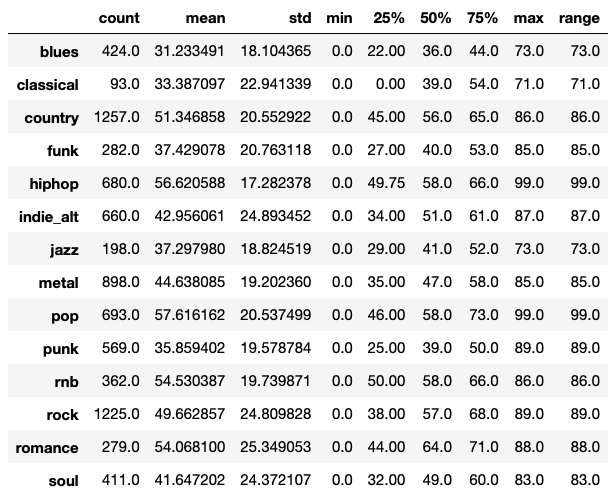 count mean std min 25% 50% 75% max range
blues 424.0 31.233491 18.104365 0.0 22.00 36.0 44.0 73.0 73.0
classical 93.0 33.387097 22.941339 0.0 0.00 39.0 54.0 71.0 71.0
country 1257.0 51.346858 20.552922 0.0 45.00 56.0 65.0 86.0 86.0
funk 282.0 37.429078 20.763118 0.0 27.00 40.0 53.0 85.0 85.0
hiphop 680.0 56.620588 17.282378 0.0 49.75 58.0 66.0 99.0 99.0
indie_alt 660.0 42.956061 24.893452 0.0 34.00 51.0 61.0 87.0 87.0
jazz 198.0 37.297980 18.824519 0.0 29.00 41.0 52.0 73.0 73.0
metal 898.0 44.638085 19.202360 0.0 35.00 47.0 58.0 85.0 85.0
pop 693.0 57.616162 20.537499 0.0 46.00 58.0 73.0 99.0 99.0
punk 569.0 35.859402 19.578784 0.0 25.00 39.0 50.0 89.0 89.0
rnb 362.0 54.530387 19.739871 0.0 50.00 58.0 66.0 86.0 86.0
rock 1225.0 49.662857 24.809828 0.0 38.00 57.0 68.0 89.0 89.0
romance 279.0 54.068100 25.349053 0.0 44.00 64.0 71.0 88.0 88.0
soul 411.0 41.647202 24.372107 0.0 32.00 49.0 60.0 83.0 83.0